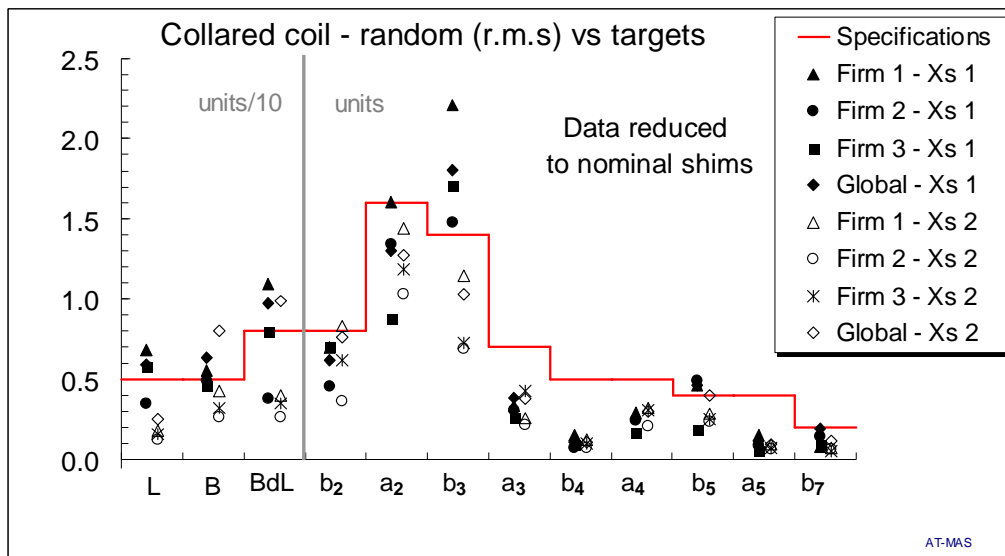 Collared coil - random (r.m.s) vs targets
2.5
2.0
1.5
1.0
0.5
0.0
units/10
units
Data reduced
to nominal shims
L B BdL b2 a2 b3 a3 b4 a4 b5 a5 b7
Specifications
Firm 1 - Xs 1
Firm 2 - Xs 1
Firm 3 - Xs 1
Global - Xs 1
Firm 1 - Xs 2
Firm 2 - Xs 2
Firm 3 - Xs 2
Global - Xs 2
AT-MAS